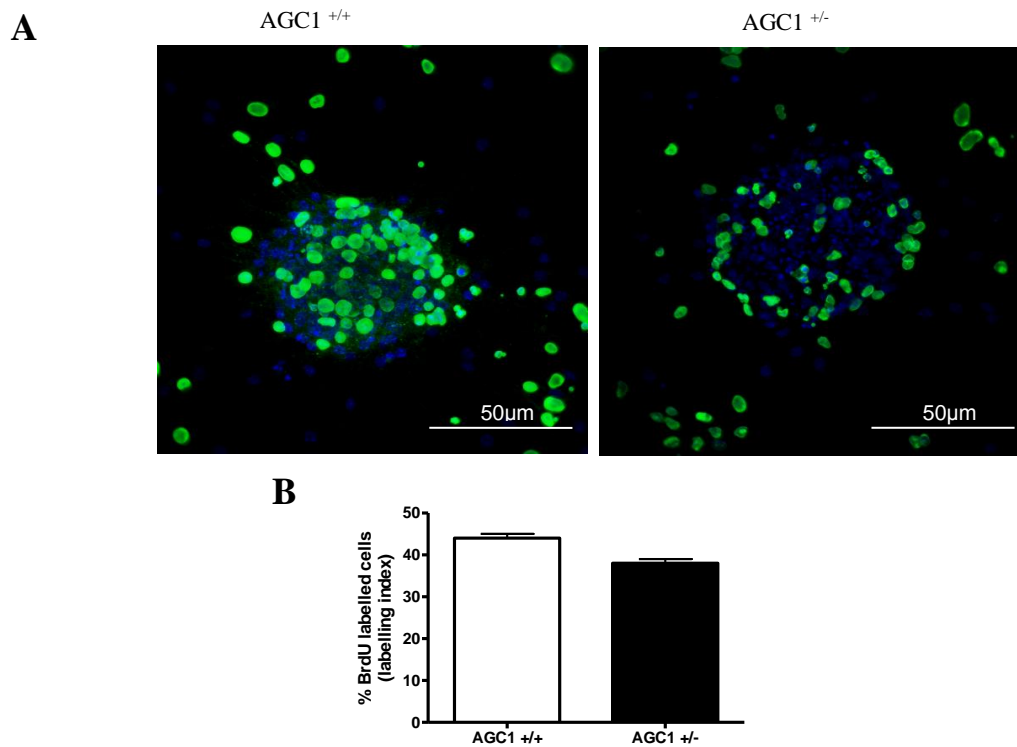 A
AGC1 +/+
AGC1 +/-
50µm
50µm
B
% BrdU labelled cells
(labelling index)
50
40
30
20
10
0
AGC1 +/+
AGC1 +/-